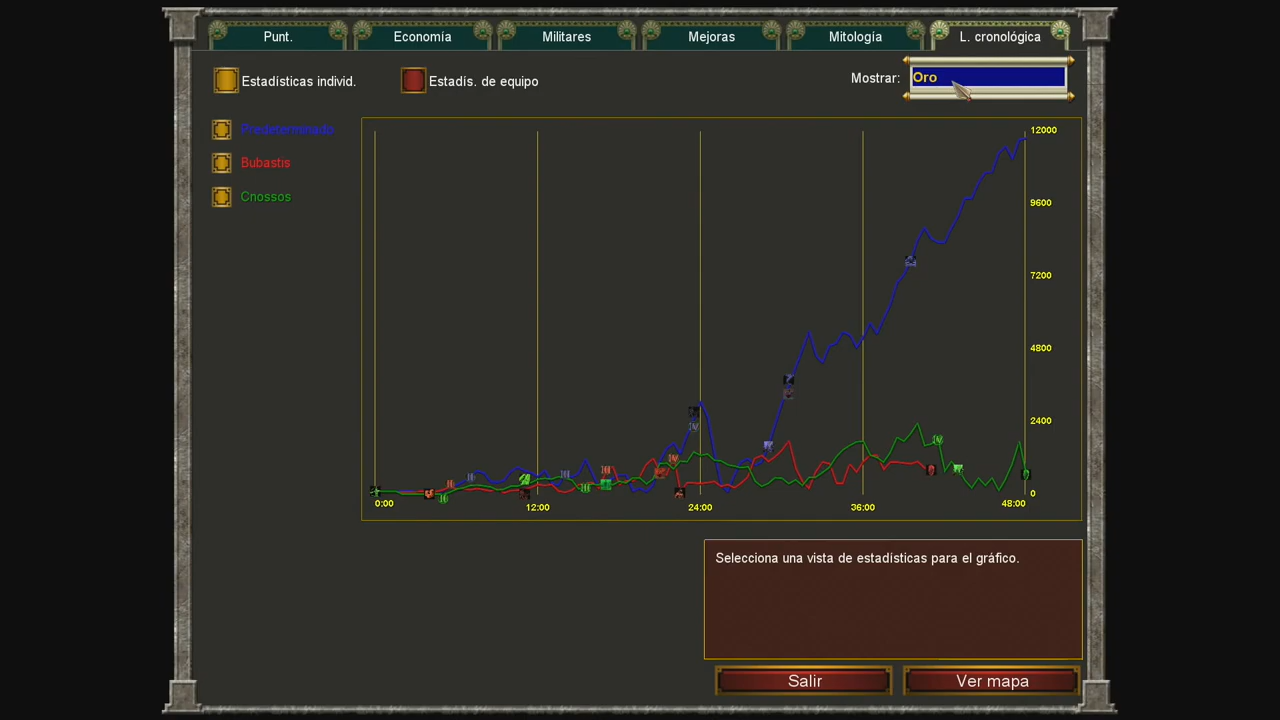 Punt. Economía Militares Mejoras Mitología L. cronológica
Estadísticas individ. Estadís. de equipo Mostrar: Oro
Predeterminado
Bubastis
Cnossos
12000
9600
7200
4800
2400
0
0:00 12:00 24:00 36:00 48:00
Selecciona una vista de estadísticas para el gráfico.
Salir Ver mapa